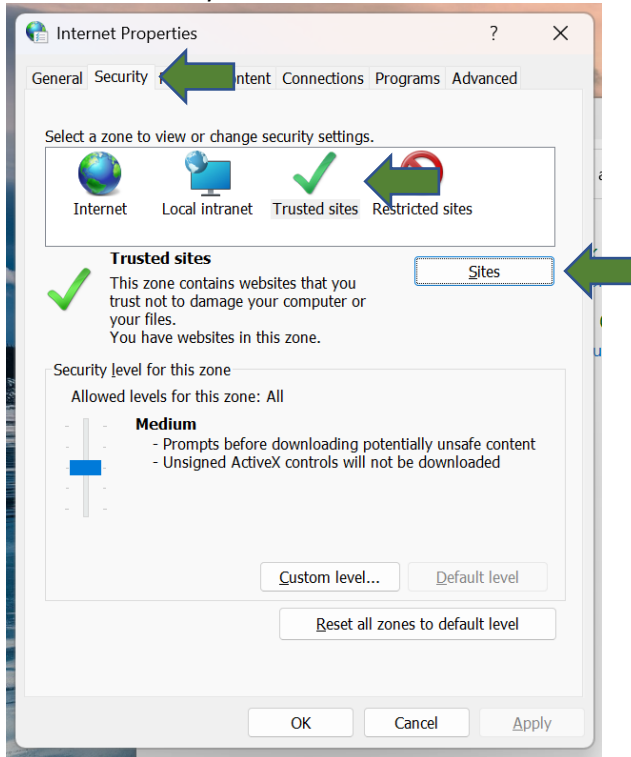 Internet Properties ?
General Security Connections Programs Advanced
Select a zone to view or change security settings.
Internet Local intranet Trusted sites Restricted sites
Trusted sites
Sites
This zone contains websites that you
trust not to damage your computer or
your files.
You have websites in this zone.
Security level for this zone
Allowed levels for this zone: All
Medium
- Prompts before downloading potentially unsafe content
- Unsigned ActiveX controls will not be downloaded
Custom level... Default level
Reset all zones to default level
OK Cancel Apply